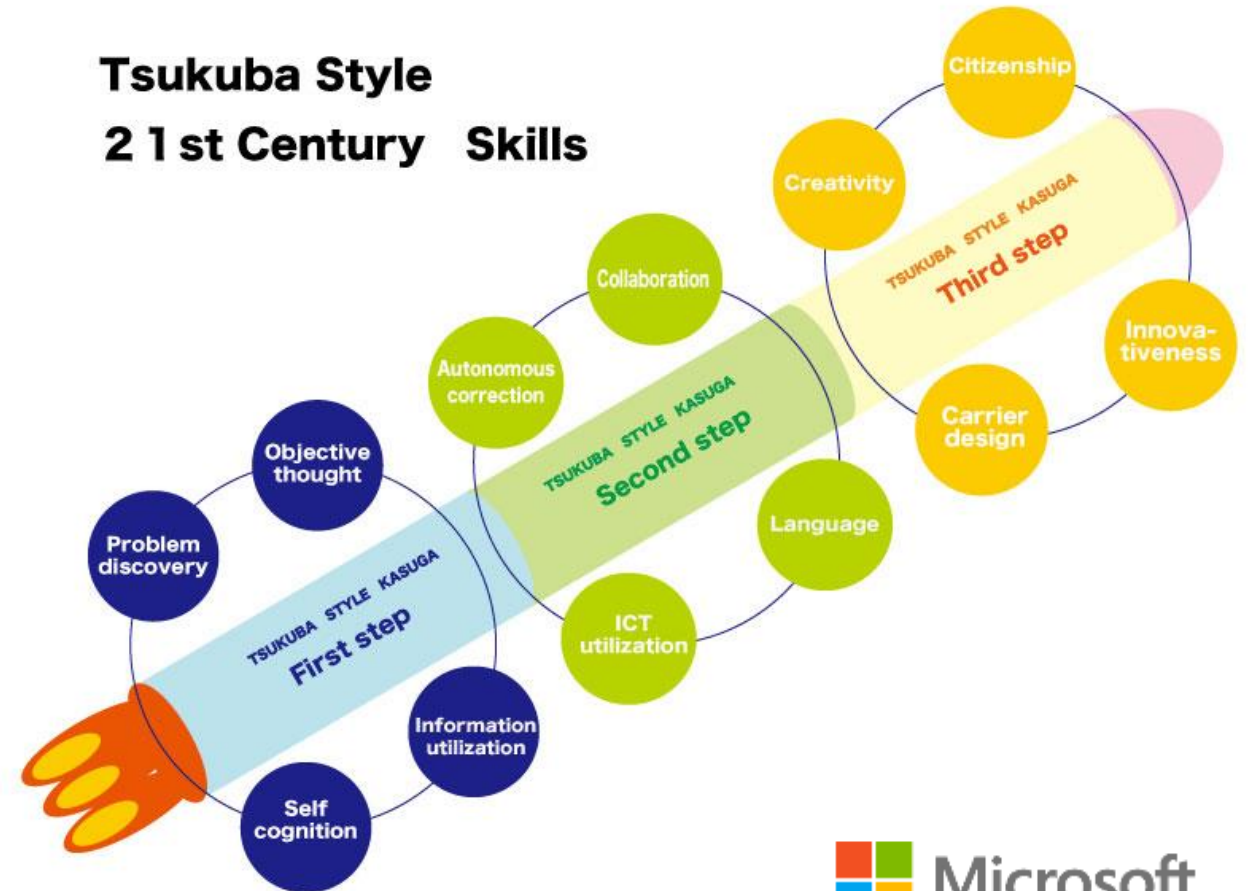 Tsukuba Style
２１st Century Skills
Citizenship
Creativity
TSUKUBA STYLE KASUGA
Third step
Innova-
tiveness
Carrier
design
Collaboration
Autonomous
correction
TSUKUBA STYLE KASUGA
Second step
Language
ICT
utilization
Objective
thought
Problem
discovery
TSUKUBA STYLE KASUGA
First step
Information
utilization
Self
cognition
Microsoft